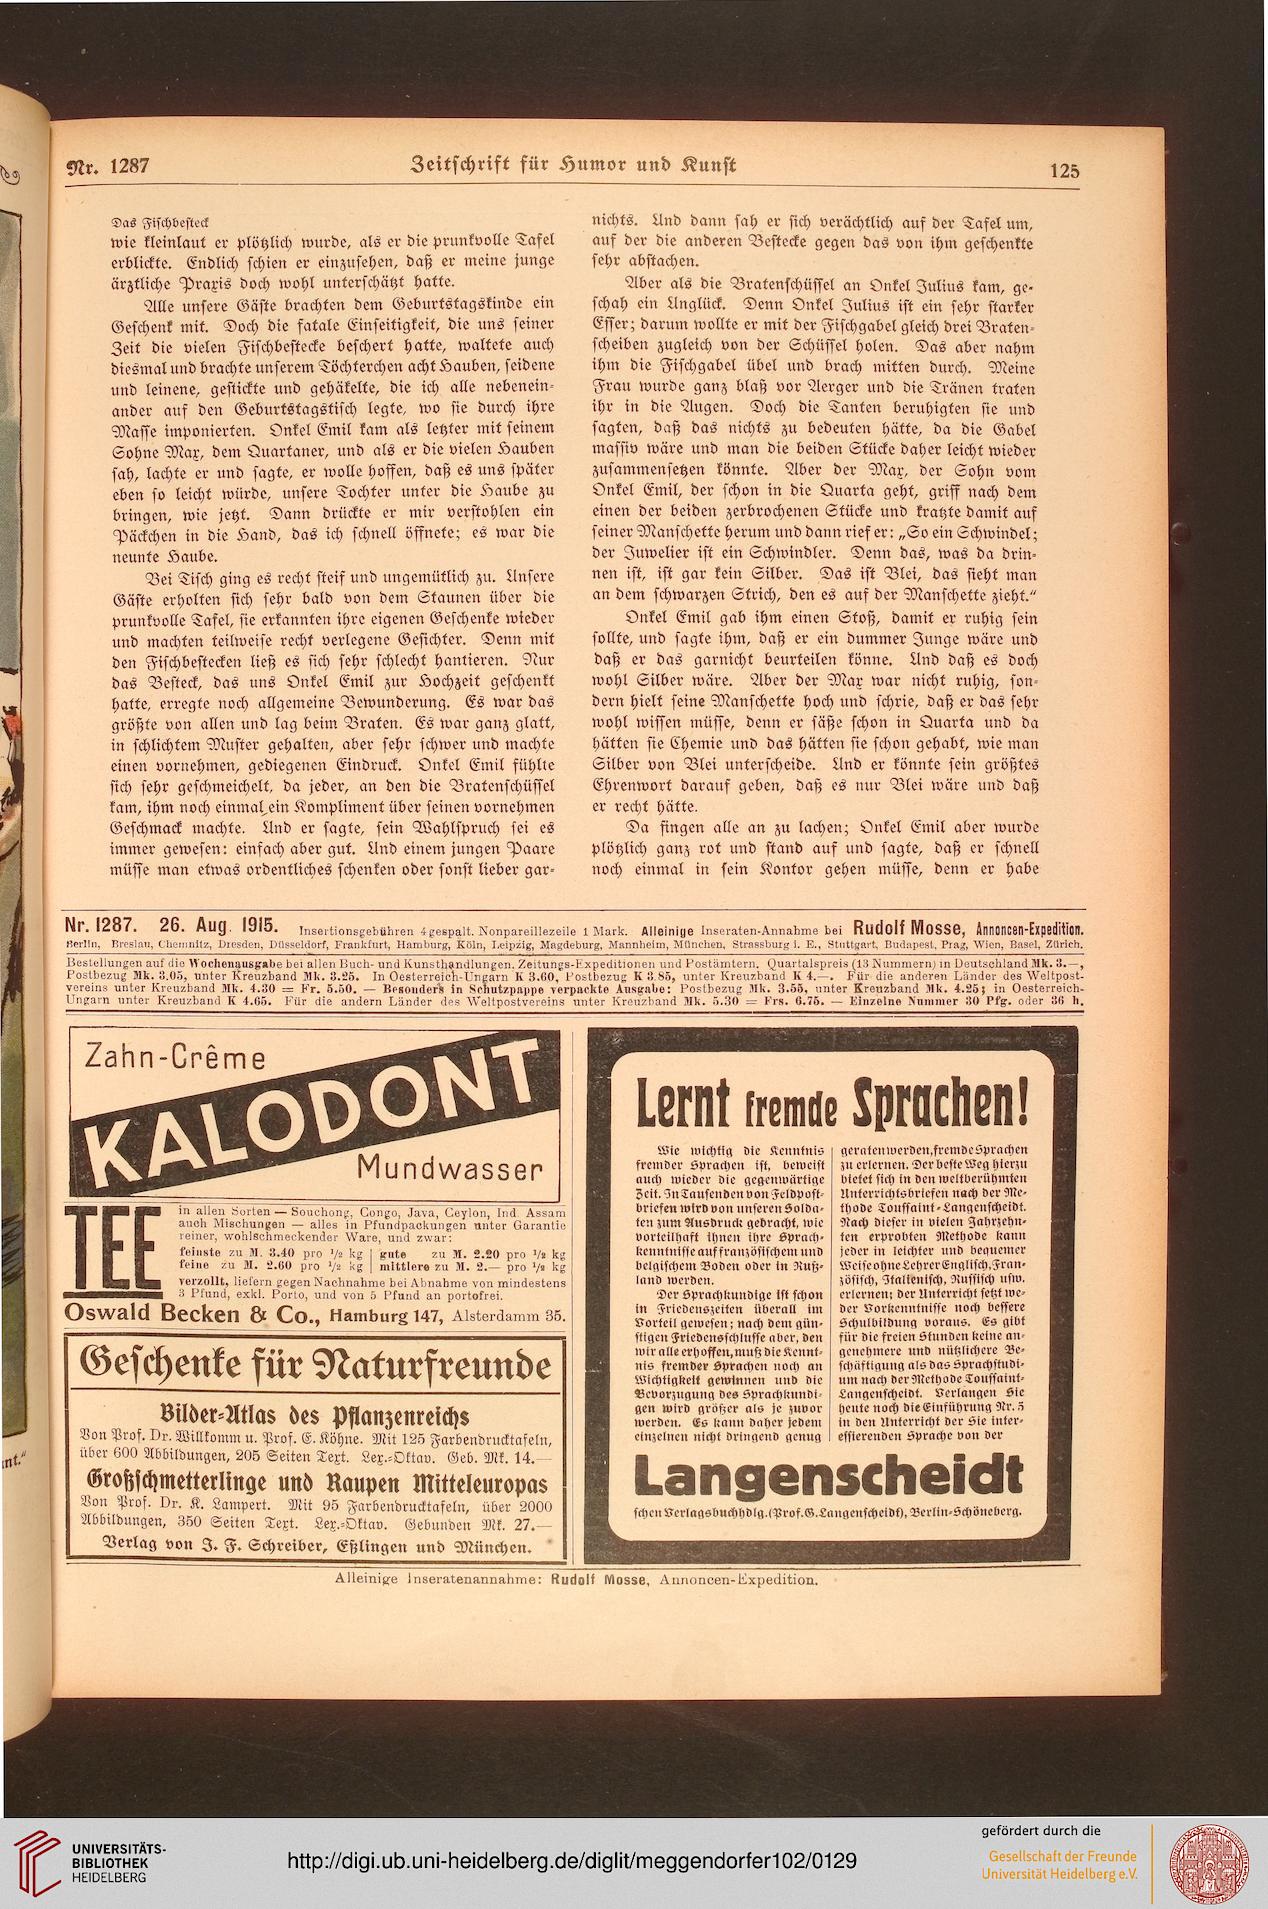 Nr. 1287
Zeitschrift für Humor und Kunst
125
Das Fischbesteck
wie kleinlaut er plötzlich wurde, als er die prunkvolle Tafel
erblickte. Endlich schien er einzusehen, daß er meine junge
ärztliche Praxis doch wohl unterschätzt hatte.
Alle unsere Gäste brachten dem Geburtstagskinde ein
Geschenk mit. Doch die fatale Einseitigkeit, die uns seiner
Zeit die vielen Fischbestecke beschert hatte, waltete auch
diesmal und brachte unserem Töchterchen acht Hauben, seidene
und leinene, gestickte und gehäkelte, die ich alle nebenein-
ander auf den Geburtstagstisch legte, wo sie durch ihre
Masse imponierten. Onkel Emil kam als letzter mit seinem
Sohne Max, dem Quartaner, und als er die vielen Hauben
sah, lachte er und sagte, er wolle hoffen, daß es uns später
eben so leicht würde, unsere Tochter unter die Haube zu
bringen, wie jetzt. Dann drückte er mir verstohlen ein
Päckchen in die Hand, das ich schnell öffnete; es war die
neunte Haube.
Bei Tisch ging es recht steif und ungemütlich zu. Unsere
Gäste erholten sich sehr bald von dem Staunen über die
prunkvolle Tafel, sie erkannten ihre eigenen Geschenke wieder
und machten teilweise recht verlegene Gesichter. Denn mit
den Fischbestecken ließ es sich sehr schlecht hantieren. Nur
das Besteck, das uns Onkel Emil zur Hochzeit geschenkt
hatte, erregte noch allgemeine Bewunderung. Es war das
größte von allen und lag beim Braten. Es war ganz glatt,
in schlichtem Muster gehalten, aber sehr schwer und machte
einen vornehmen, gediegenen Eindruck. Onkel Emil fühlte
sich sehr geschmeichelt, da jeder, an den die Bratenschüssel
kam, ihm noch einmal ein Kompliment über seinen vornehmen
Geschmack machte. Und er sagte, sein Wahlspruch sei es
immer gewesen: einfach aber gut. Und einem jungen Paare
müsse man etwas ordentliches schenken oder sonst lieber gar-
nichts. Und dann sah er sich verächtlich auf der Tafel um,
auf der die anderen Bestecke gegen das von ihm geschenkte
sehr abstachen.
Aber als die Bratenschüssel an Onkel Julius kam, ge-
schah ein Unglück. Denn Onkel Julius ist ein sehr starker
Esser; darum wollte er mit der Fischgabel gleich drei Braten-
scheiben zugleich von der Schüssel holen. Das aber nahm
ihm die Fischgabel übel und brach mitten durch. Meine
Frau wurde ganz blaß vor Aerger und die Tränen traten
ihr in die Augen. Doch die Tanten beruhigten sie und
sagten, daß das nichts zu bedeuten hätte, da die Gabel
massiv wäre und man die beiden Stücke daher leicht wieder
zusammensetzen könnte. Aber der Max, der Sohn vom
Onkel Emil, der schon in die Quarta geht, griff nach dem
einen der beiden zerbrochenen Stücke und kratzte damit auf
seiner Manschette herum und dann rief er: „So ein Schwindel;
der Juwelier ist ein Schwindler. Denn das, was da drin-
nen ist, ist gar kein Silber. Das ist Blei, das sieht man
an dem schwarzen Strich, den es auf der Manschette zieht.“
Onkel Emil gab ihm einen Stoß, damit er ruhig sein
sollte, und sagte ihm, daß er ein dummer Junge wäre und
daß er das garnicht beurteilen könne. Und daß es doch
wohl Silber wäre. Aber der Max war nicht ruhig, son-
dern hielt seine Manschette hoch und schrie, daß er das sehr
wohl wissen müsse, denn er säße schon in Quarta und da
hätten sie Chemie und das hätten sie schon gehabt, wie man
Silber von Blei unterscheide. Und er könnte sein größtes
Ehrenwort darauf geben, daß es nur Blei wäre und daß
er recht hätte.
Da fingen alle an zu lachen; Onkel Emil aber wurde
plötzlich ganz rot und stand auf und sagte, daß er schnell
noch einmal in sein Kontor gehen müsse, denn er habe
Nr. 1287. 26. Aug. 1915. Insertionsgebühren 4gespalt. Nonpareillezeile 1 Mark. Alleinige Inseraten-Annahme bei Rudolf Mosse, Annoncen-Expedition.
Berlin, Breslau, Chemnitz, Dresden, Düsseldorf, Frankfurt, Hamburg, Köln, Leipzig, Magdeburg, Mannheim, München, Strassburg i. E., Stuttgart, Budapest, Prag, Wien, Basel, Zürich.
Bestellungen auf die Wochenausgabe bei allen Buch- und Kunsthandlungen. Zeitungs-Expeditionen und Postämtern. Quartalspreis (13 Nummern) in Deutschland Mk. 3.—,
Postbezug Mk. 3.05, unter Kreuzband Mk. 3.25. In Oesterreich-Ungarn K 3.60, Postbezug K 3.85, unter Kreuzband K 4.—. Für die anderen Länder des Weltpost-
vereins unter Kreuzband Mk. 4.30 = Fr. 5.50. — Besonders in Schutzpappe verpackte Ausgabe: Postbezug Mk. 3.55, unter Kreuzband Mk. 4.25; in Oesterreich-
Ungarn unter Kreuzband K 4.65. Für die andern Länder des Weltpostvereins unter Kreuzband Mk. 5.30 = Frs. 6.75. — Einzelne Nummer 30 Pfg. oder 36 h.
Zahn-Crême
KALODONT
Mundwasser
TEE
in allen Sorten — Souchong, Congo, Java, Ceylon, Ind. Assam
auch Mischungen — alles in Pfundpackungen unter Garantie
reiner, wohlschmeckender Ware, und zwar:
feinste zu M. 3.40 pro ½ kg | gute zu M. 2.20 pro ½ kg
feine zu M. 2.60 pro ½ kg | mittlere zu M. 2.— pro ½ kg
verzollt, liefern gegen Nachnahme bei Abnahme von mindestens
3 Pfund, exkl. Porto, und von 5 Pfund an portofrei.
Oswald Becken & Co., Hamburg 147, Alsterdamm 35.
Geschenke für Naturfreunde
Bilder-Atlas des Pflanzenreichs
Von Prof. Dr. Willkomm u. Prof. E. Köhne. Mit 125 Farbendrucktafeln,
über 600 Abbildungen, 205 Seiten Text. Lex.-Oktav. Geb. Mk. 14.—
Großschmetterlinge und Raupen Mitteleuropas
Von Prof. Dr. K. Lampert. Mit 95 Farbendrucktafeln, über 2000
Abbildungen, 350 Seiten Text. Lex.-Oktav. Gebunden Mk. 27.—
Verlag von J. F. Schreiber, Eßlingen und München.
Lernt fremde Sprachen!
Wie wichtig die Kenntnis
fremder Sprachen ist, beweist
auch wieder die gegenwärtige
Zeit. In Tausenden von Feldpost-
briefen wird von unseren Solda-
ten zum Ausdruck gebracht, wie
vorteilhaft ihnen ihre Sprach-
kenntnisse auf französischem und
belgischem Boden oder in Ruß-
land werden.
Der Sprachkundige ist schon
in Friedenszeiten überall im
Vorteil gewesen; nach dem gün-
stigen Friedensschlusse aber, den
wir alle erhoffen, muß die Kennt-
nis fremder Sprachen noch an
Wichtigkeit gewinnen und die
Bevorzugung des Sprachkundi-
gen wird größer als je zuvor
werden. Es kann daher jedem
einzelnen nicht dringend genug
geraten werden, fremde Sprachen
zu erlernen. Der beste Weg hierzu
bietet sich in den weltberühmten
Unterrichtsbriefen nach der Me-
thode Toussaint-Langenscheidt.
Nach dieser in vielen Jahrzehn-
ten erprobten Methode kann
jeder in leichter und bequemer
Weise ohne Lehrer Englisch, Fran-
zösisch, Italienisch, Russisch usw.
erlernen; der Unterricht setzt we-
der Vorkenntnisse noch bessere
Schulbildung voraus. Es gibt
für die freien Stunden keine an-
genehmere und nützlichere Be-
schäftigung als das Sprachstudi-
um nach der Methode Toussaint-
Langenscheidt. Verlangen Sie
heute noch die Einführung Nr. 5
in den Unterricht der Sie inter-
essierenden Sprache von der
Langenscheidt
schen Verlagsbuchhdlg. (Prof. G. Langenscheidt), Berlin-Schöneberg.
Alleinige Inseratenannahme: Rudolf Mosse, Annoncen-Expedition.
UNIVERSITÄTS-
BIBLIOTHEK
HEIDELBERG
http://digi.ub.uni-heidelberg.de/diglit/meggendorfer102/0129
gefördert durch die
Gesellschaft der Freunde
Universität Heidelberg e.V.